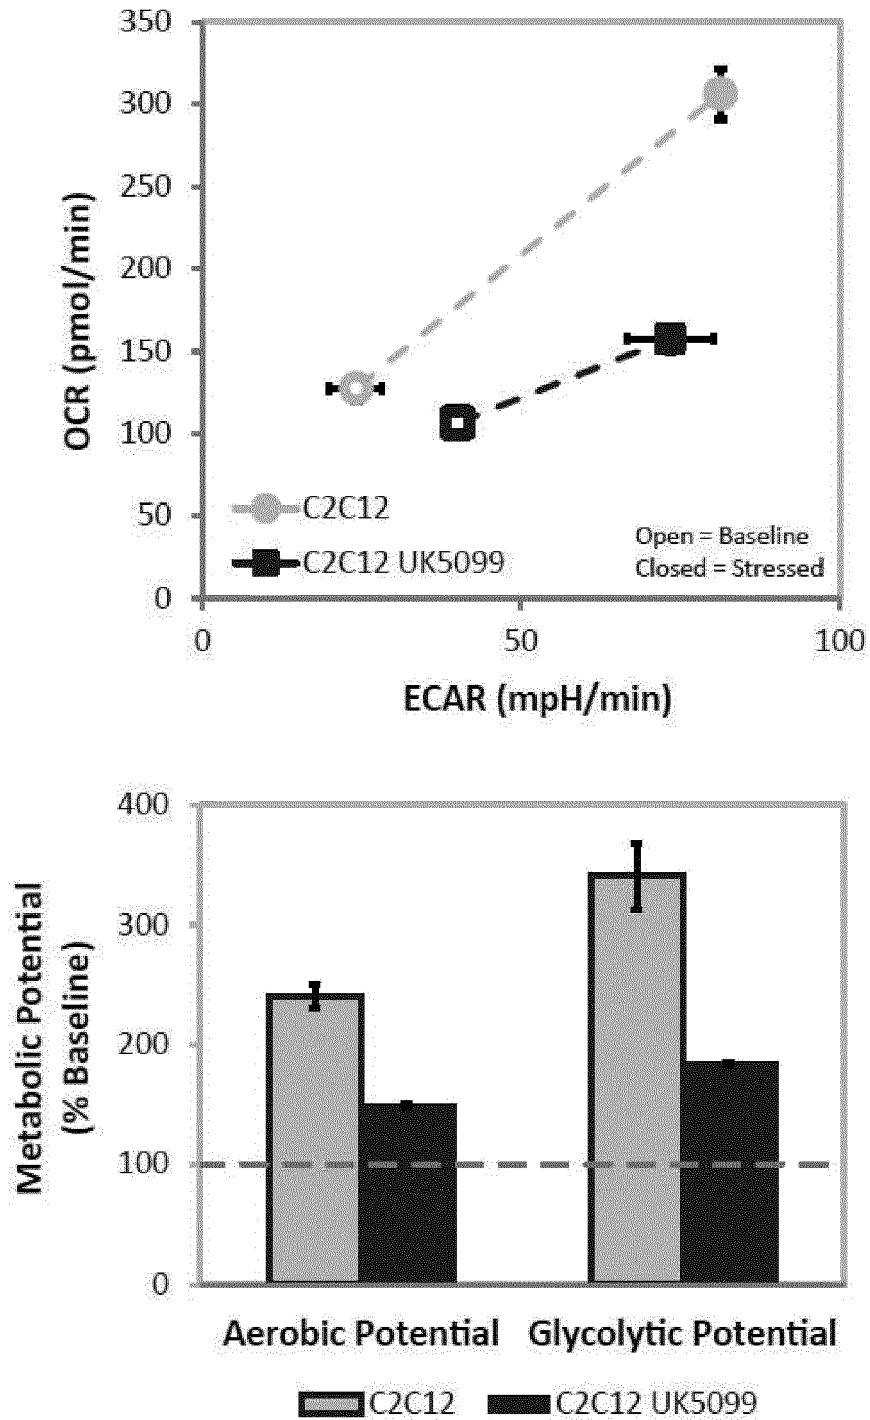 350
300
250
200
150
100
50
0
OCR (pmol/min)
C2C12
C2C12 UK5099
Open = Baseline
Closed = Stressed
0 50 100
ECAR (mpH/min)
400
300
200
100
0
Metabolic Potential
(% Baseline)
Aerobic Potential Glycolytic Potential
C2C12 C2C12 UK5099